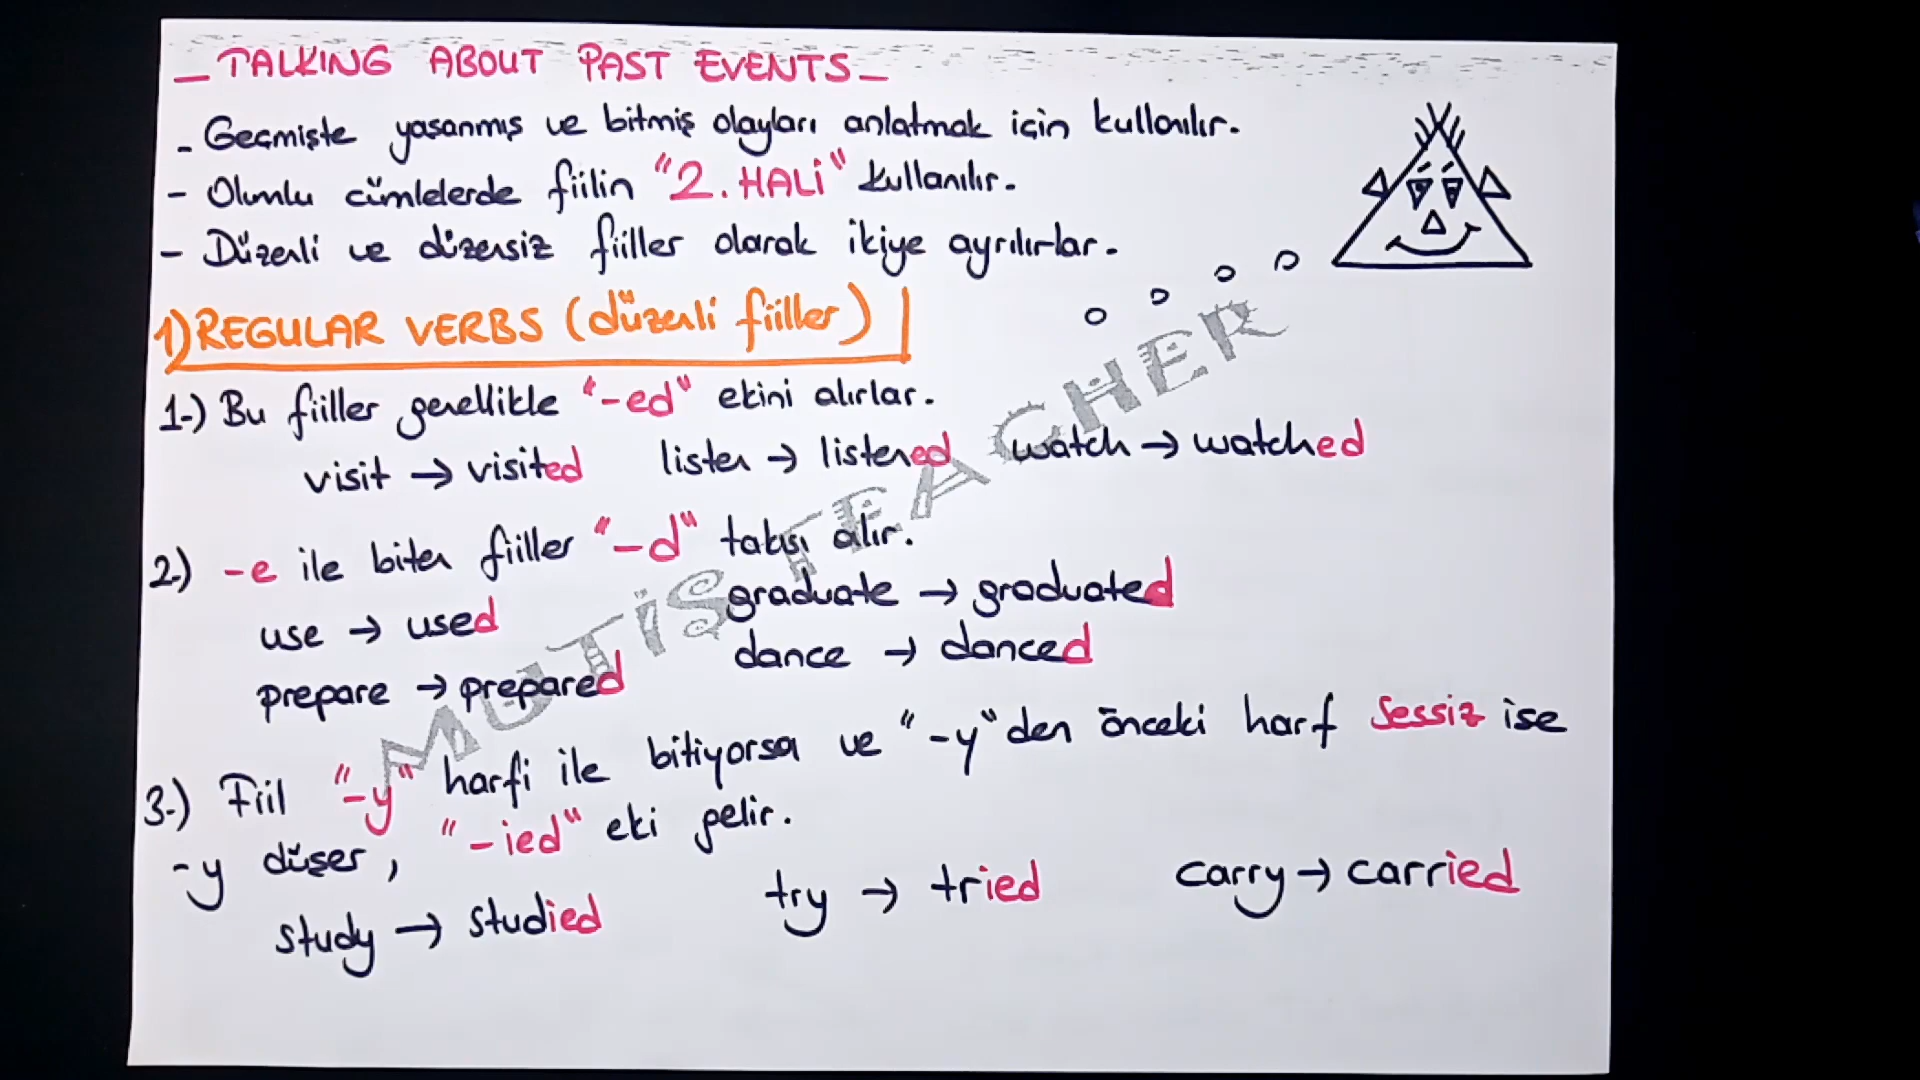 - TALKING ABOUT PAST EVENTS -
- Geçmişte yaşanmış ve bitmiş olayları anlatmak için kullanılır.
- Olumlu cümlelerde fiilin "2. HALİ" kullanılır.
- Düzenli ve düzensiz fiiller olarak ikiye ayrılırlar.
1) REGULAR VERBS (düzenli fiiller)
1-) Bu fiiller genellikle "-ed" ekini alırlar.
visit → visited listen → listened watch → watched
2-) -e ile biten fiiller "-d" takısı alır.
use → used graduate → graduated
prepare → prepared dance → danced
3-) Fiil "-y" harfi ile bitiyorsa ve "-y" den önceki harf sessiz ise
-y düşer, "-ied" eki gelir.
study → studied try → tried carry → carried
MUTİŞ TEACHER